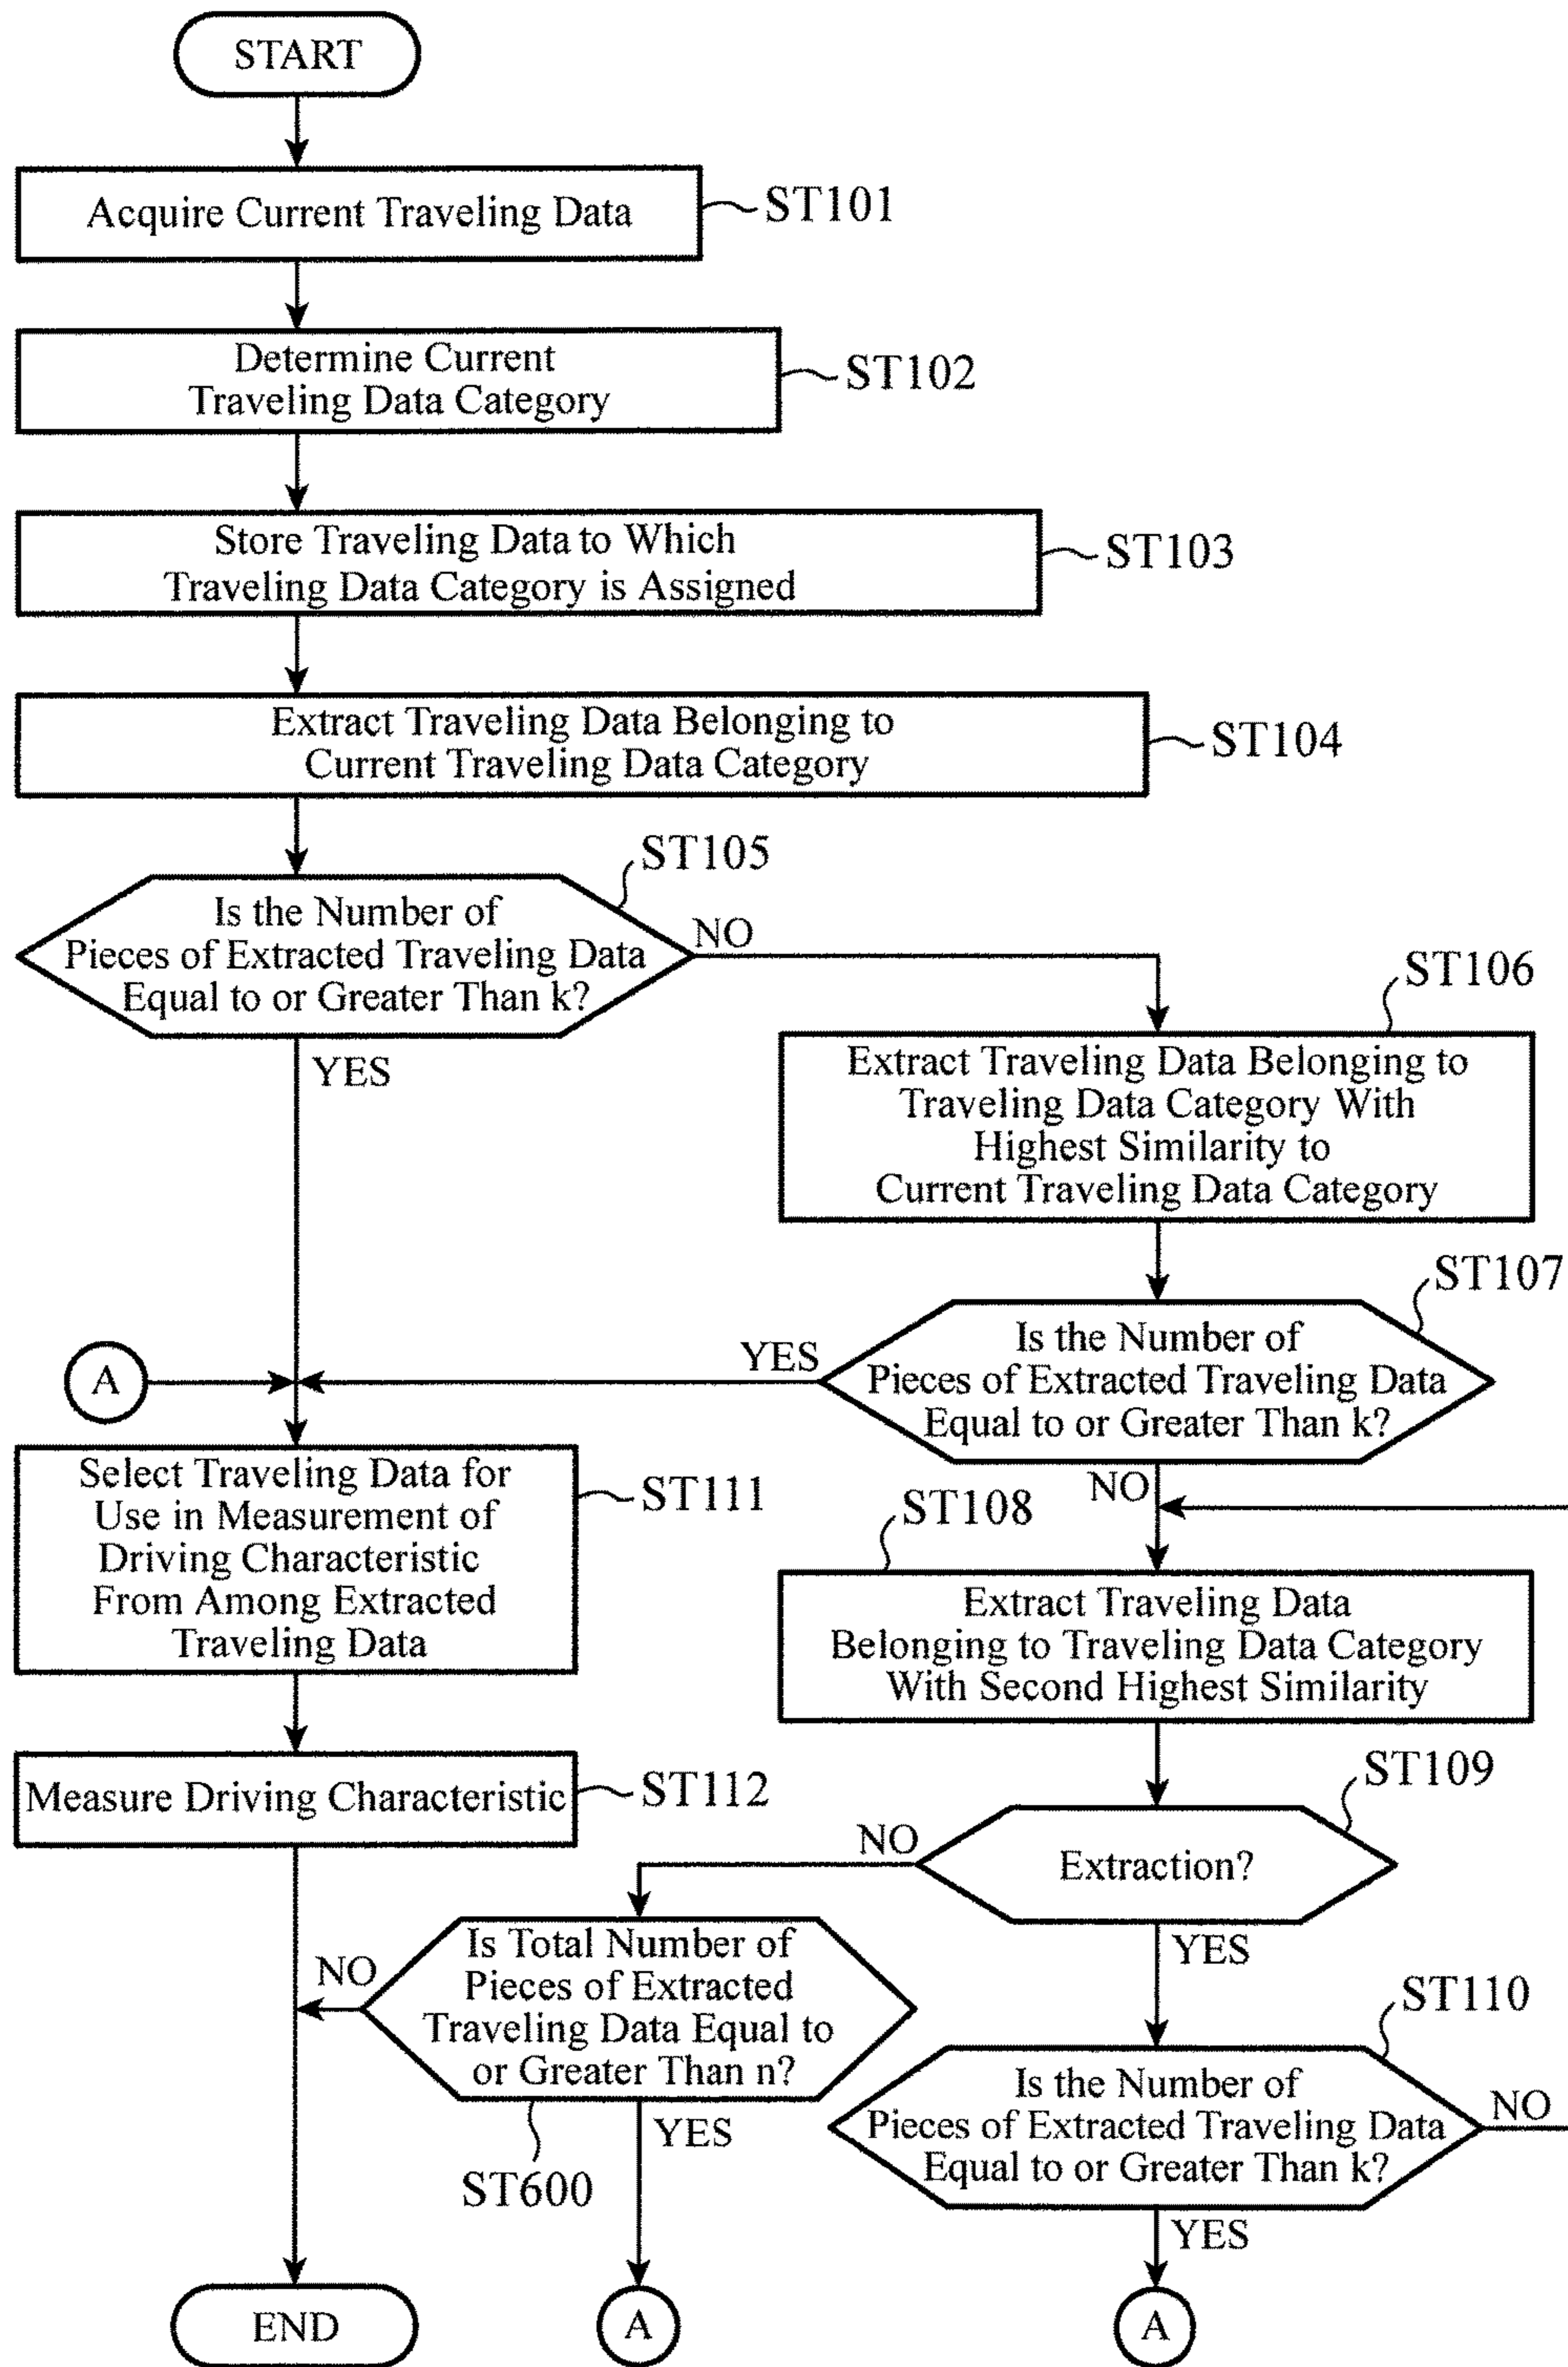 START
Acquire Current Traveling Data
ST101
Determine Current
Traveling Data Category
ST102
Store Traveling Data to Which
Traveling Data Category is Assigned
ST103
Extract Traveling Data Belonging to
Current Traveling Data Category
ST104
ST105
Is the Number of
Pieces of Extracted Traveling Data
Equal to or Greater Than k?
NO
YES
ST106
Extract Traveling Data Belonging to
Traveling Data Category With
Highest Similarity to
Current Traveling Data Category
ST107
Is the Number of
Pieces of Extracted Traveling Data
Equal to or Greater Than k?
YES
NO
A
Select Traveling Data for
Use in Measurement of
Driving Characteristic
From Among Extracted
Traveling Data
ST111
ST108
Extract Traveling Data
Belonging to Traveling Data Category
With Second Highest Similarity
Measure Driving Characteristic
ST112
ST109
Extraction?
NO
YES
Is Total Number of
Pieces of Extracted
Traveling Data Equal to
or Greater Than n?
NO
YES
ST600
ST110
Is the Number of
Pieces of Extracted Traveling Data
Equal to or Greater Than k?
NO
YES
END
A
A